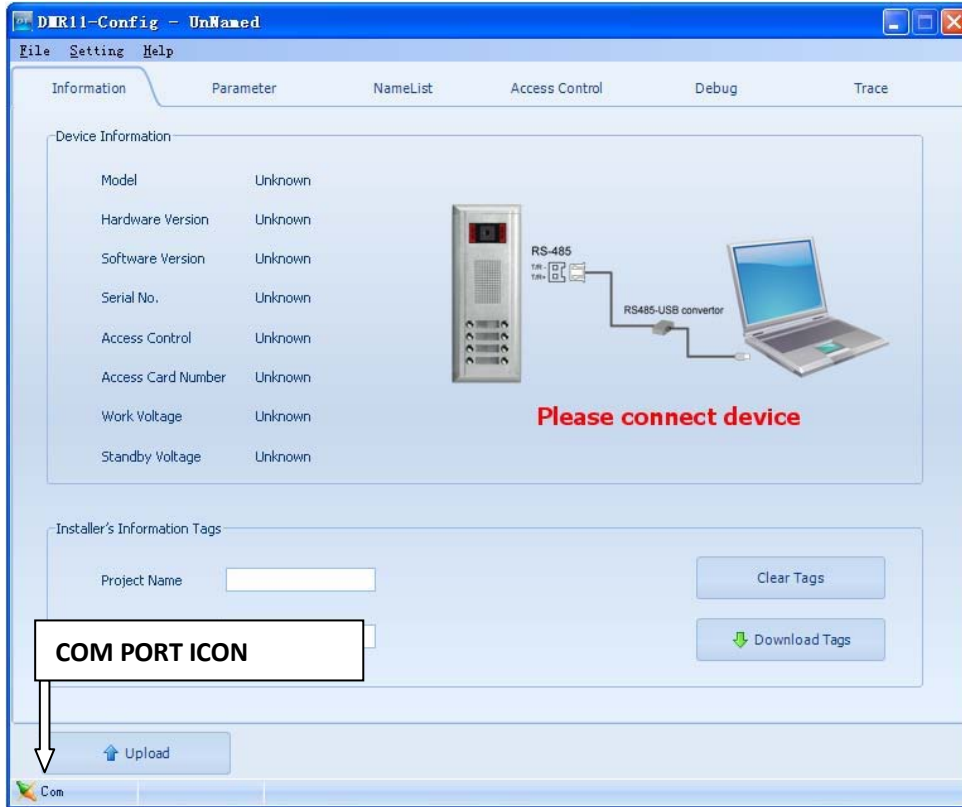 DMR11-Config - UnNamed
File Setting Help
Information Parameter NameList Access Control Debug Trace
Device Information
Model Unknown
Hardware Version Unknown
Software Version Unknown
Serial No. Unknown
Access Control Unknown
Access Card Number Unknown
Work Voltage Unknown
Standby Voltage Unknown
RS-485
T/R -
T/R+
RS485-USB convertor
Please connect device
Installer's Information Tags
Project Name
Clear Tags
COM PORT ICON
Download Tags
Upload
Com